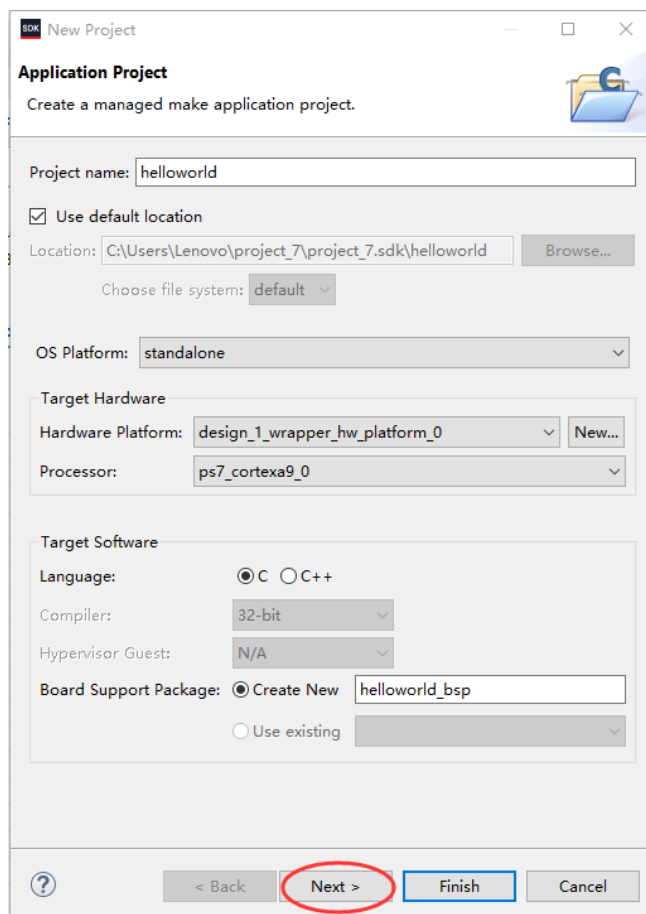 SDK New Project
Application Project
Create a managed make application project.
Project name: helloworld
Use default location
Location: C:\Users\Lenovo\project_7\project_7.sdk\helloworld Browse...
Choose file system: default
OS Platform: standalone
Target Hardware
Hardware Platform: design_1_wrapper_hw_platform_0 New...
Processor: ps7_cortexa9_0
Target Software
Language: C C++
Compiler: 32-bit
Hypervisor Guest: N/A
Board Support Package: Create New helloworld_bsp
Use existing
? < Back Next > Finish Cancel